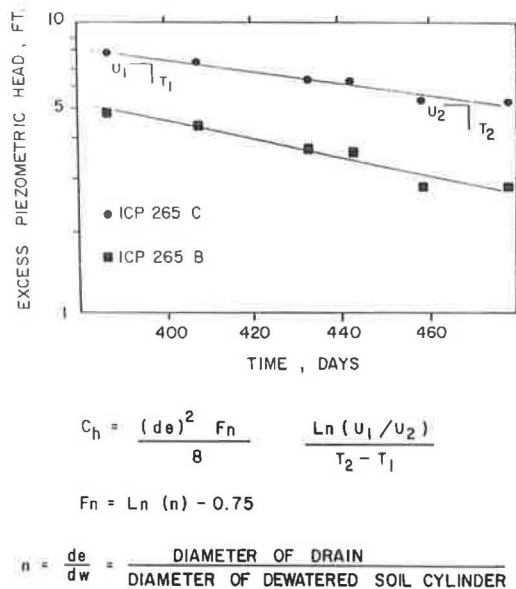 EXCESS PIEZOMETRIC HEAD, FT.
10
5
1
U₁
T₁
U₂
T₂
● ICP 265 C
■ ICP 265 B
400 420 440 460
TIME, DAYS
C_h = (de)² Fn / 8 Ln (U₁/U₂) / T₂ - T₁
Fn = Ln (n) - 0.75
n = de / dw = DIAMETER OF DRAIN / DIAMETER OF DEWATERED SOIL CYLINDER